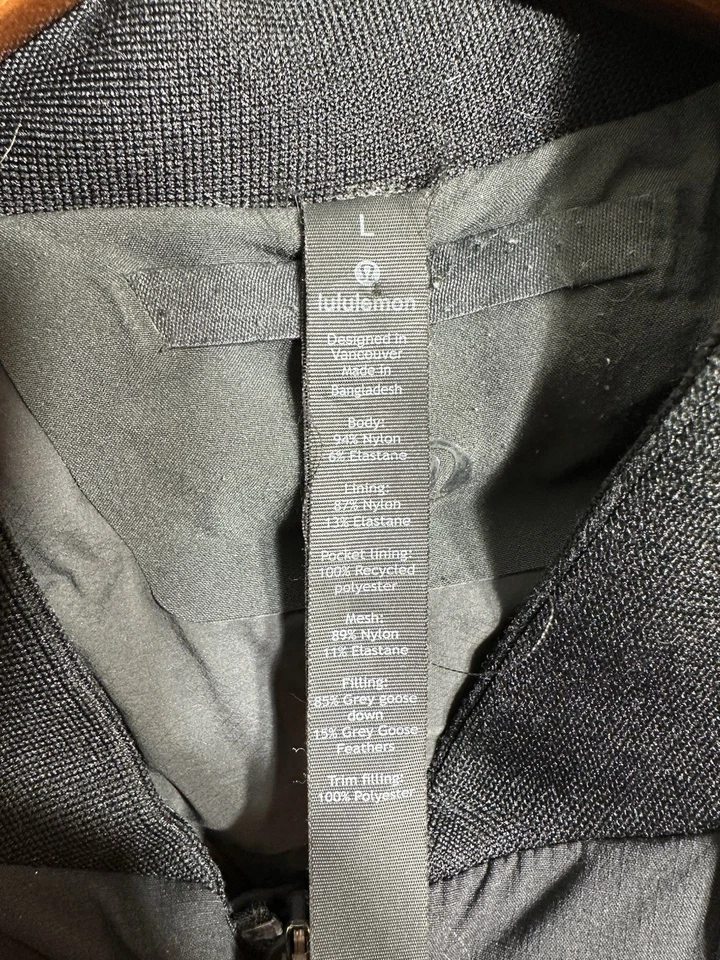 L
lululemon
Designed in
Vancouver
Made in
Bangladesh
Body:
94% Nylon
6% Elastane
Lining:
87% Nylon
13% Elastane
Pocket lining:
100% Recycled
polyester
Mesh:
89% Nylon
11% Elastane
Filling:
85% Grey goose
down
15% Grey Goose
Feathers
Trim filling:
100% Polyester